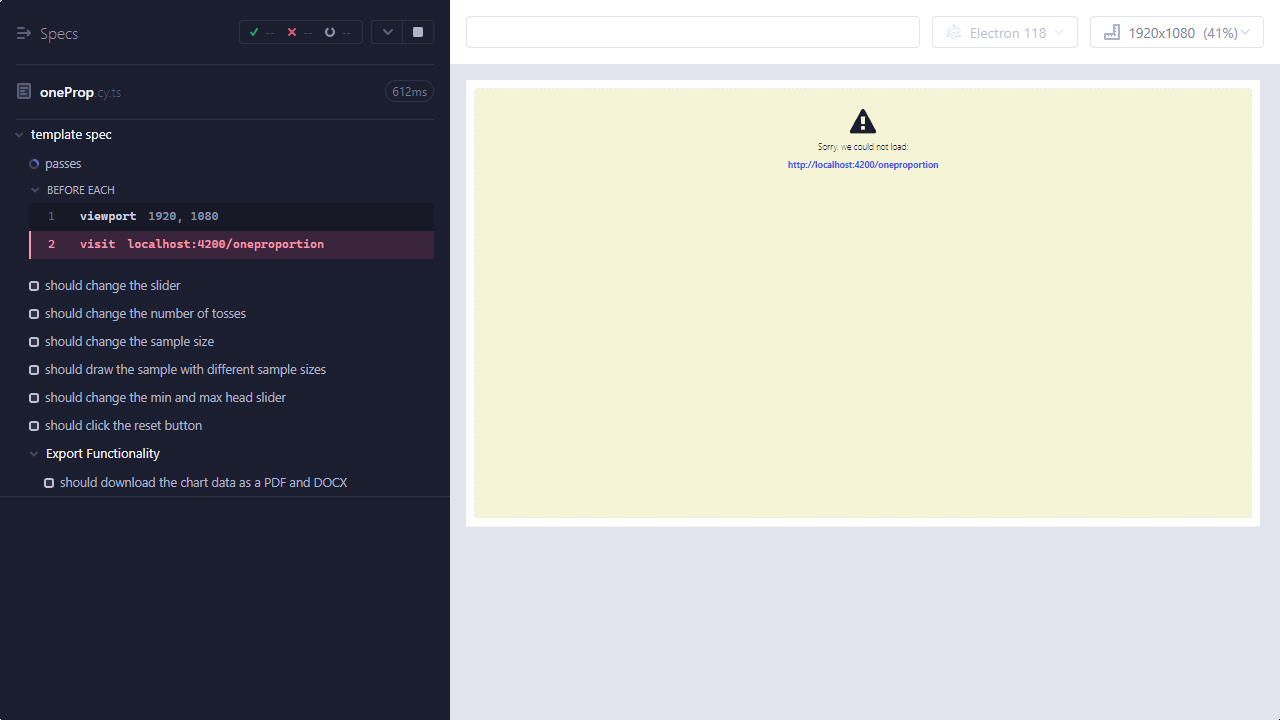 Specs
-- -- --
oneProp.cy.ts 612ms
template spec
passes
BEFORE EACH
1 viewport 1920, 1080
2 visit localhost:4200/oneproportion
should change the slider
should change the number of tosses
should change the sample size
should draw the sample with different sample sizes
should change the min and max head slider
should click the reset button
Export Functionality
should download the chart data as a PDF and DOCX
Electron 118
1920x1080 (41%)
Sorry, we could not load:
http://localhost:4200/oneproportion